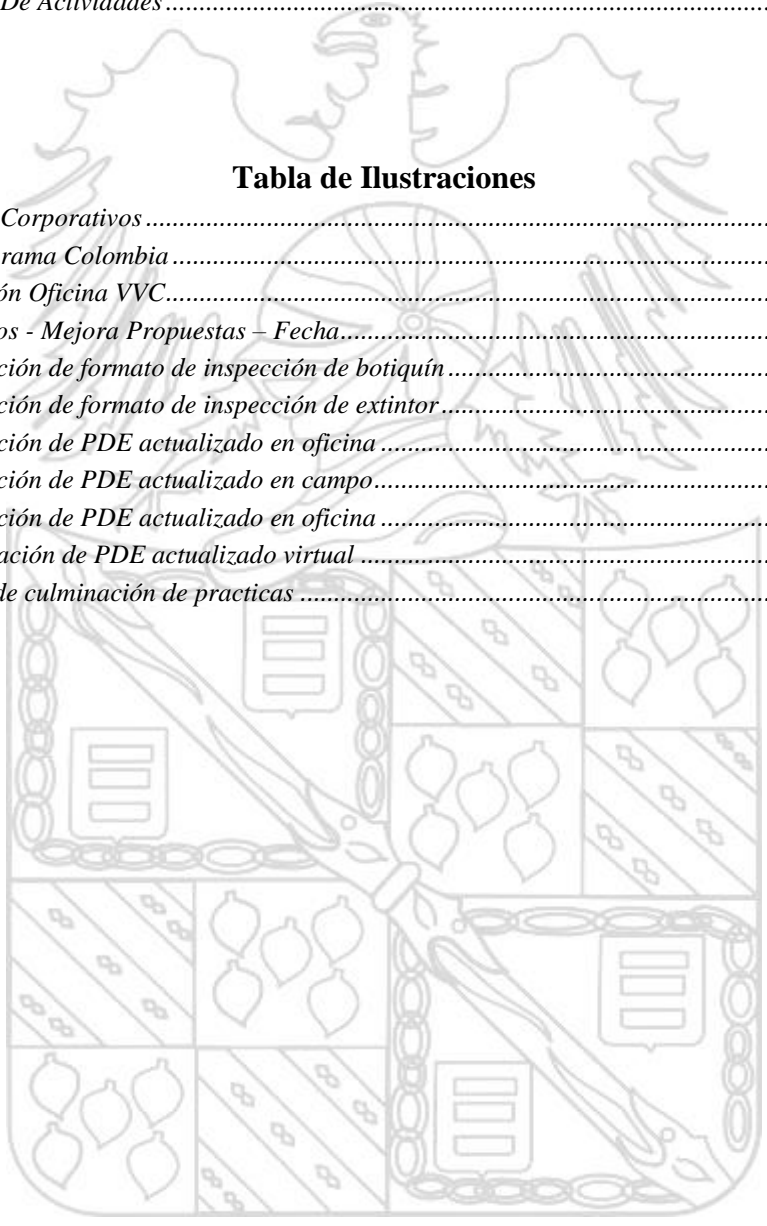 De Actividades
Tabla de Ilustraciones
Corporativos
rama Colombia
ón Oficina VVC
os - Mejora Propuestas – Fecha
ción de formato de inspección de botiquín
ción de formato de inspección de extintor
ción de PDE actualizado en oficina
ción de PDE actualizado en campo
ción de PDE actualizado en oficina
ación de PDE actualizado virtual
de culminación de practicas